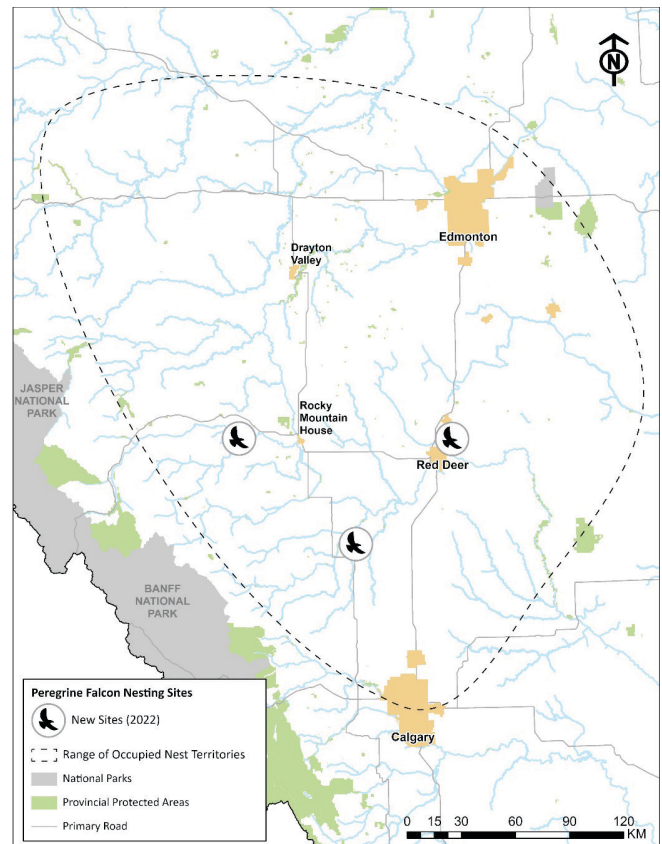 N
Edmonton
Drayton
Valley
JASPER
NATIONAL
PARK
Rocky
Mountain
House
Red Deer
BANFF
NATIONAL
PARK
Calgary
Peregrine Falcon Nesting Sites
New Sites (2022)
Range of Occupied Nest Territories
National Parks
Provincial Protected Areas
Primary Road
0 15 30 60 90 120
KM